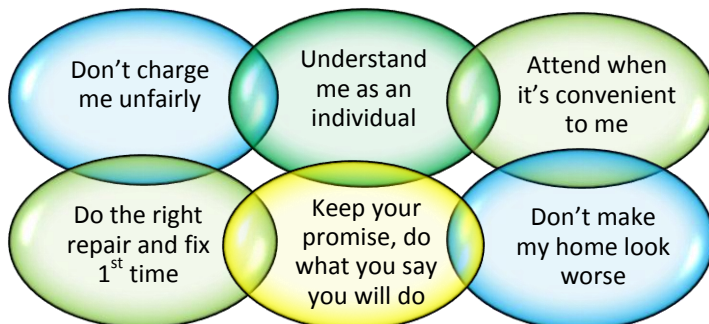 Don’t charge
me unfairly
Understand
me as an
individual
Attend when
it’s convenient
to me
Do the right
repair and fix
1st time
Keep your
promise, do
what you say
you will do
Don’t make
my home look
worse